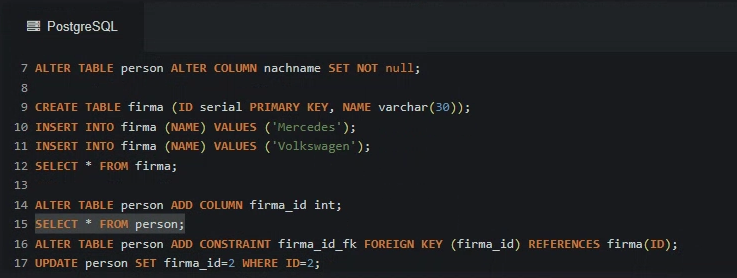 PostgreSQL
7 ALTER TABLE person ALTER COLUMN nachname SET NOT null;
8
9 CREATE TABLE firma (ID serial PRIMARY KEY, NAME varchar(30));
10 INSERT INTO firma (NAME) VALUES ('Mercedes');
11 INSERT INTO firma (NAME) VALUES ('Volkswagen');
12 SELECT * FROM firma;
13
14 ALTER TABLE person ADD COLUMN firma_id int;
15 SELECT * FROM person;
16 ALTER TABLE person ADD CONSTRAINT firma_id_fk FOREIGN KEY (firma_id) REFERENCES firma(ID);
17 UPDATE person SET firma_id=2 WHERE ID=2;